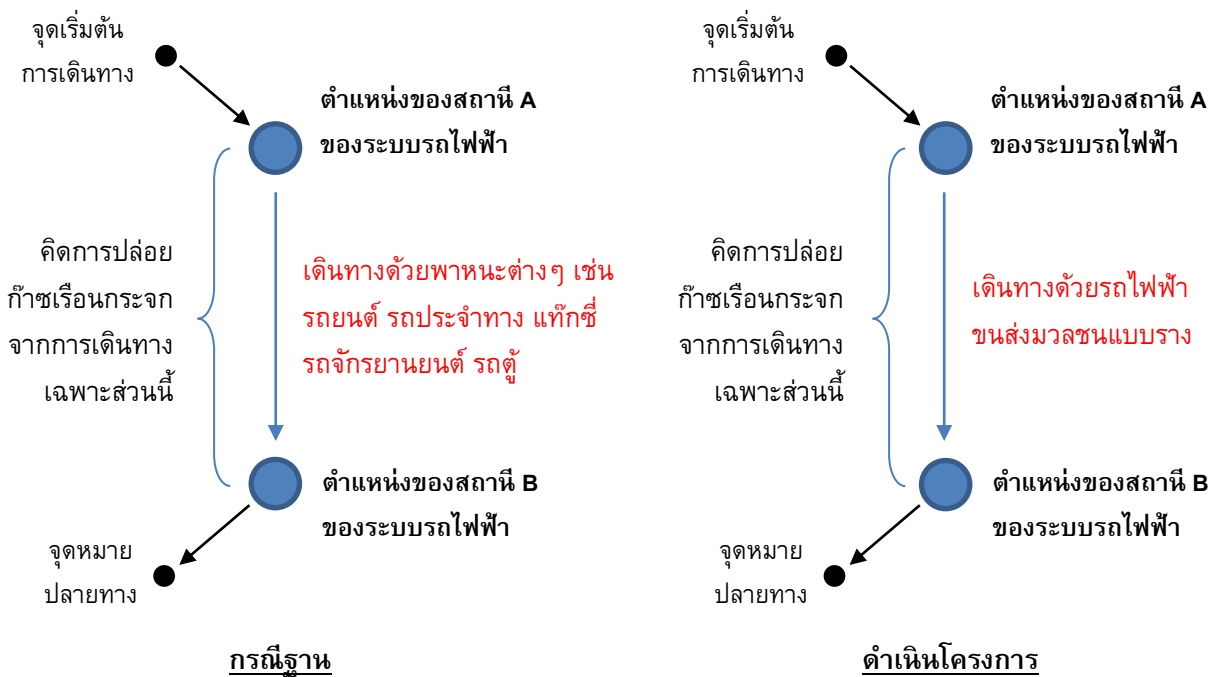 จุดเริ่มต้น
การเดินทาง
ตำแหน่งของสถานี A
ของระบบรถไฟฟ้า
คิดการปล่อย
ก๊าซเรือนกระจก
จากการเดินทาง
เฉพาะส่วนนี้
เดินทางด้วยพาหนะต่างๆ เช่น
รถยนต์ รถประจำทาง แท๊กซี่
รถจักรยานยนต์ รถตู้
ตำแหน่งของสถานี B
ของระบบรถไฟฟ้า
จุดหมาย
ปลายทาง
กรณีฐาน
จุดเริ่มต้น
การเดินทาง
ตำแหน่งของสถานี A
ของระบบรถไฟฟ้า
คิดการปล่อย
ก๊าซเรือนกระจก
จากการเดินทาง
เฉพาะส่วนนี้
เดินทางด้วยรถไฟฟ้า
ขนส่งมวลชนแบบราง
ตำแหน่งของสถานี B
ของระบบรถไฟฟ้า
จุดหมาย
ปลายทาง
ดำเนินโครงการ